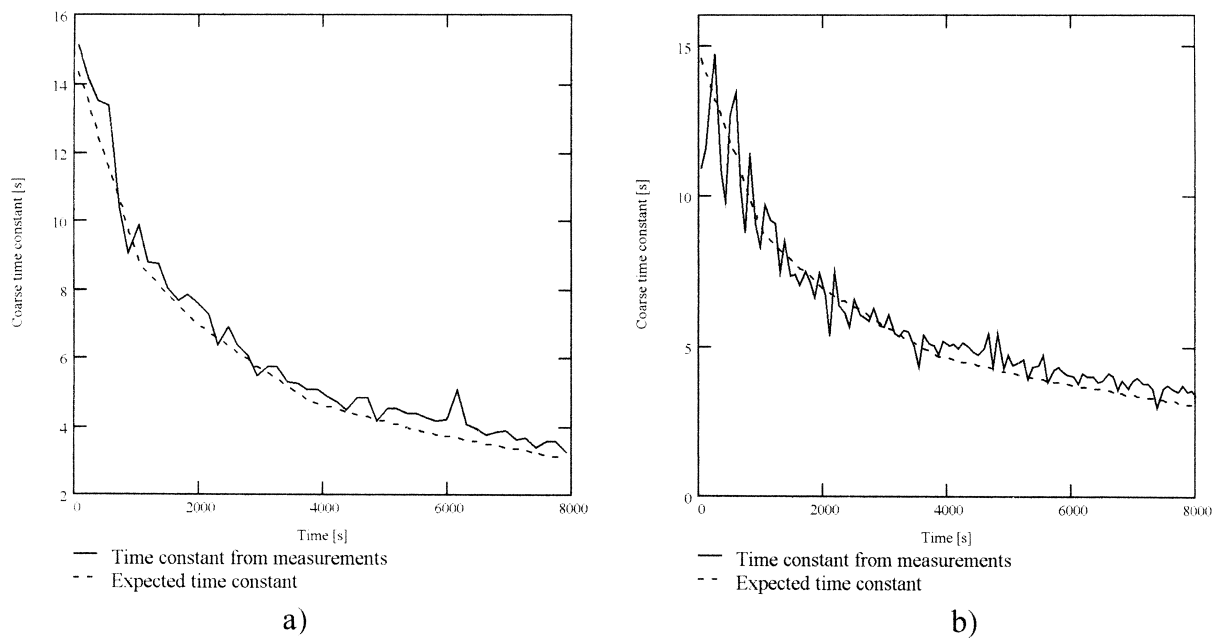 16
14
12
10
8
6
4
2
Coarse time constant [s]
0
2000
4000
6000
8000
Time [s]
Time constant from measurements
Expected time constant
a)
15
10
5
0
Coarse time constant [s]
0
2000
4000
6000
8000
Time [s]
Time constant from measurements
Expected time constant
b)